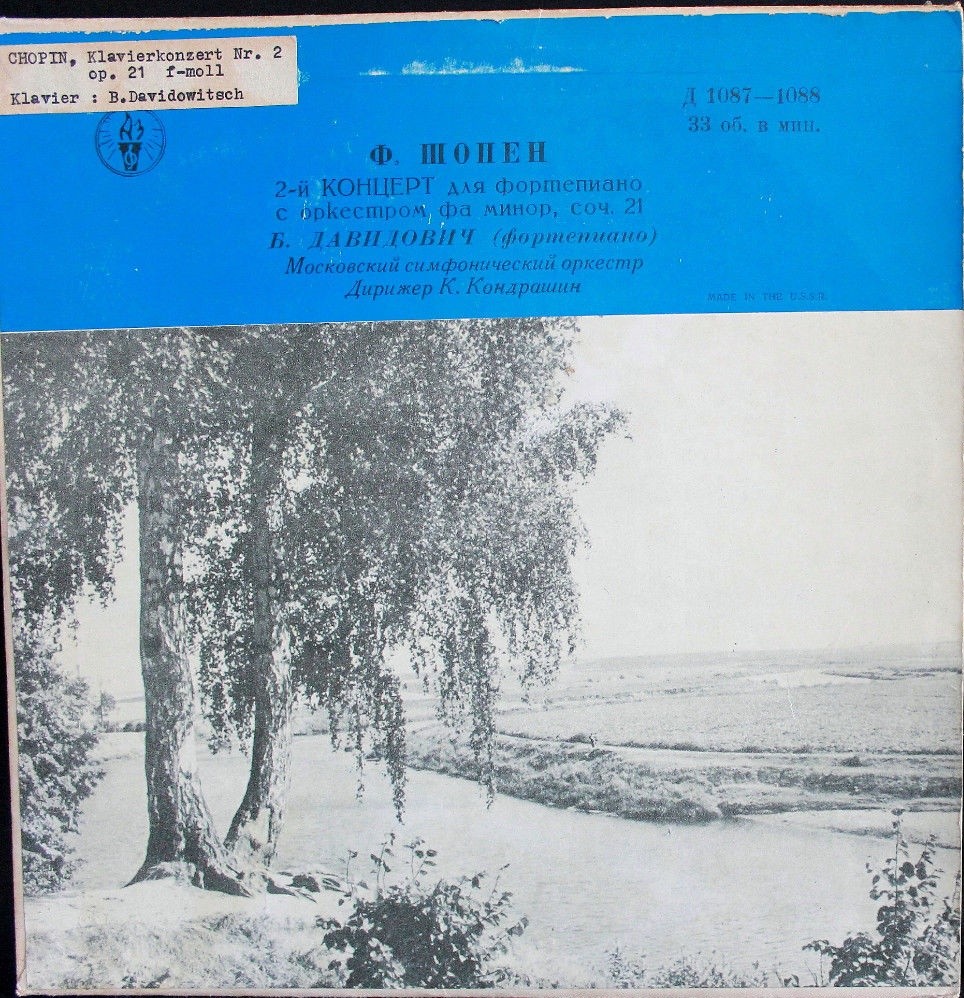 CHOPIN, Klavierkonzert Nr. 2
op. 21 f-moll
Klavier : B.Davidowitsch
Д 1087—1088
33 об. в мин.
Ф. ШОПЕН
2-й КОНЦЕРТ для фортепиано
с оркестром фа минор, соч. 21
Б. ДАВИДОВИЧ (фортепиано)
Московский симфонический оркестр
Дирижер К. Кондрашин
MADE IN THE U.S.S.R.